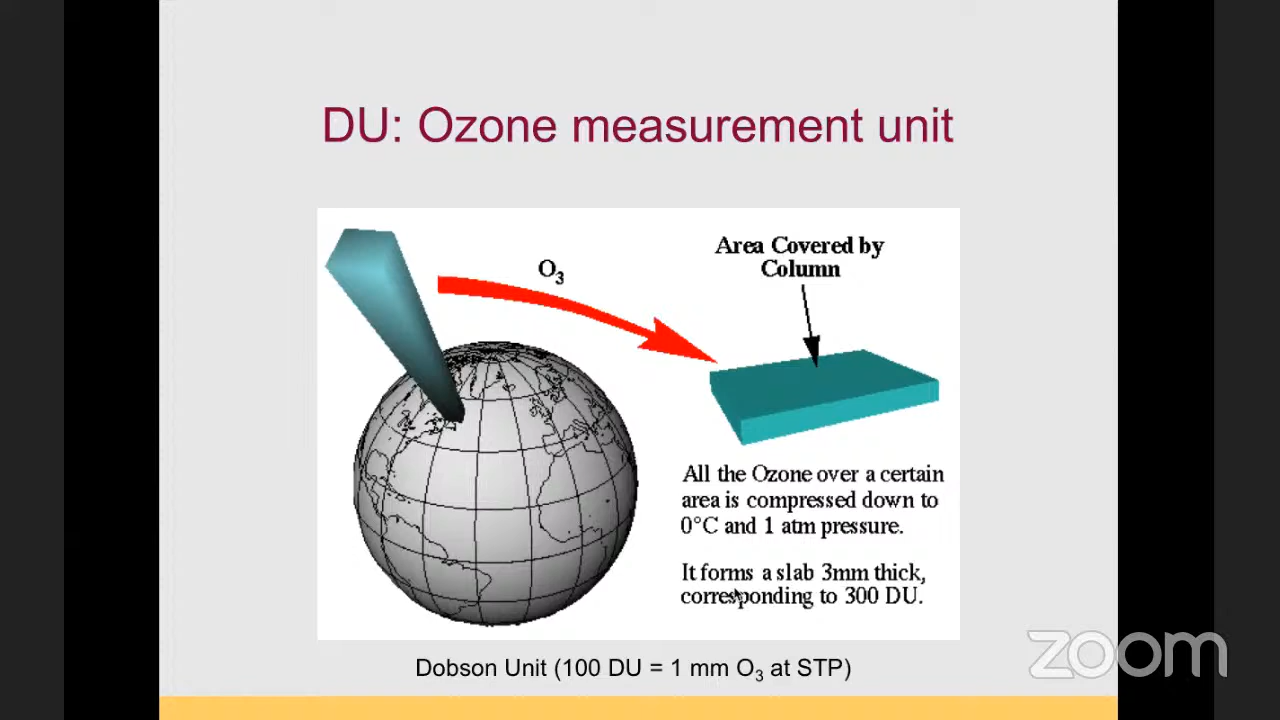 DU: Ozone measurement unit
O₃
Area Covered by
Column
All the Ozone over a certain
area is compressed down to
0°C and 1 atm pressure.
It forms a slab 3mm thick,
corresponding to 300 DU.
Dobson Unit (100 DU = 1 mm O₃ at STP)
zoom